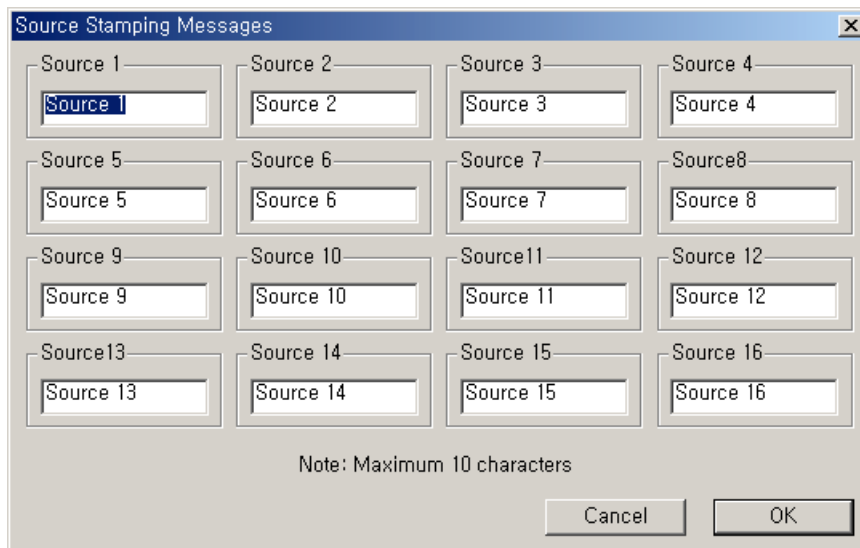 Source Stamping Messages
Source 1 Source 2 Source 3 Source 4
Source 1 Source 2 Source 3 Source 4
Source 5 Source 6 Source 7 Source8
Source 5 Source 6 Source 7 Source 8
Source 9 Source 10 Source11 Source 12
Source 9 Source 10 Source 11 Source 12
Source13 Source 14 Source 15 Source 16
Source 13 Source 14 Source 15 Source 16
Note: Maximum 10 characters
Cancel OK